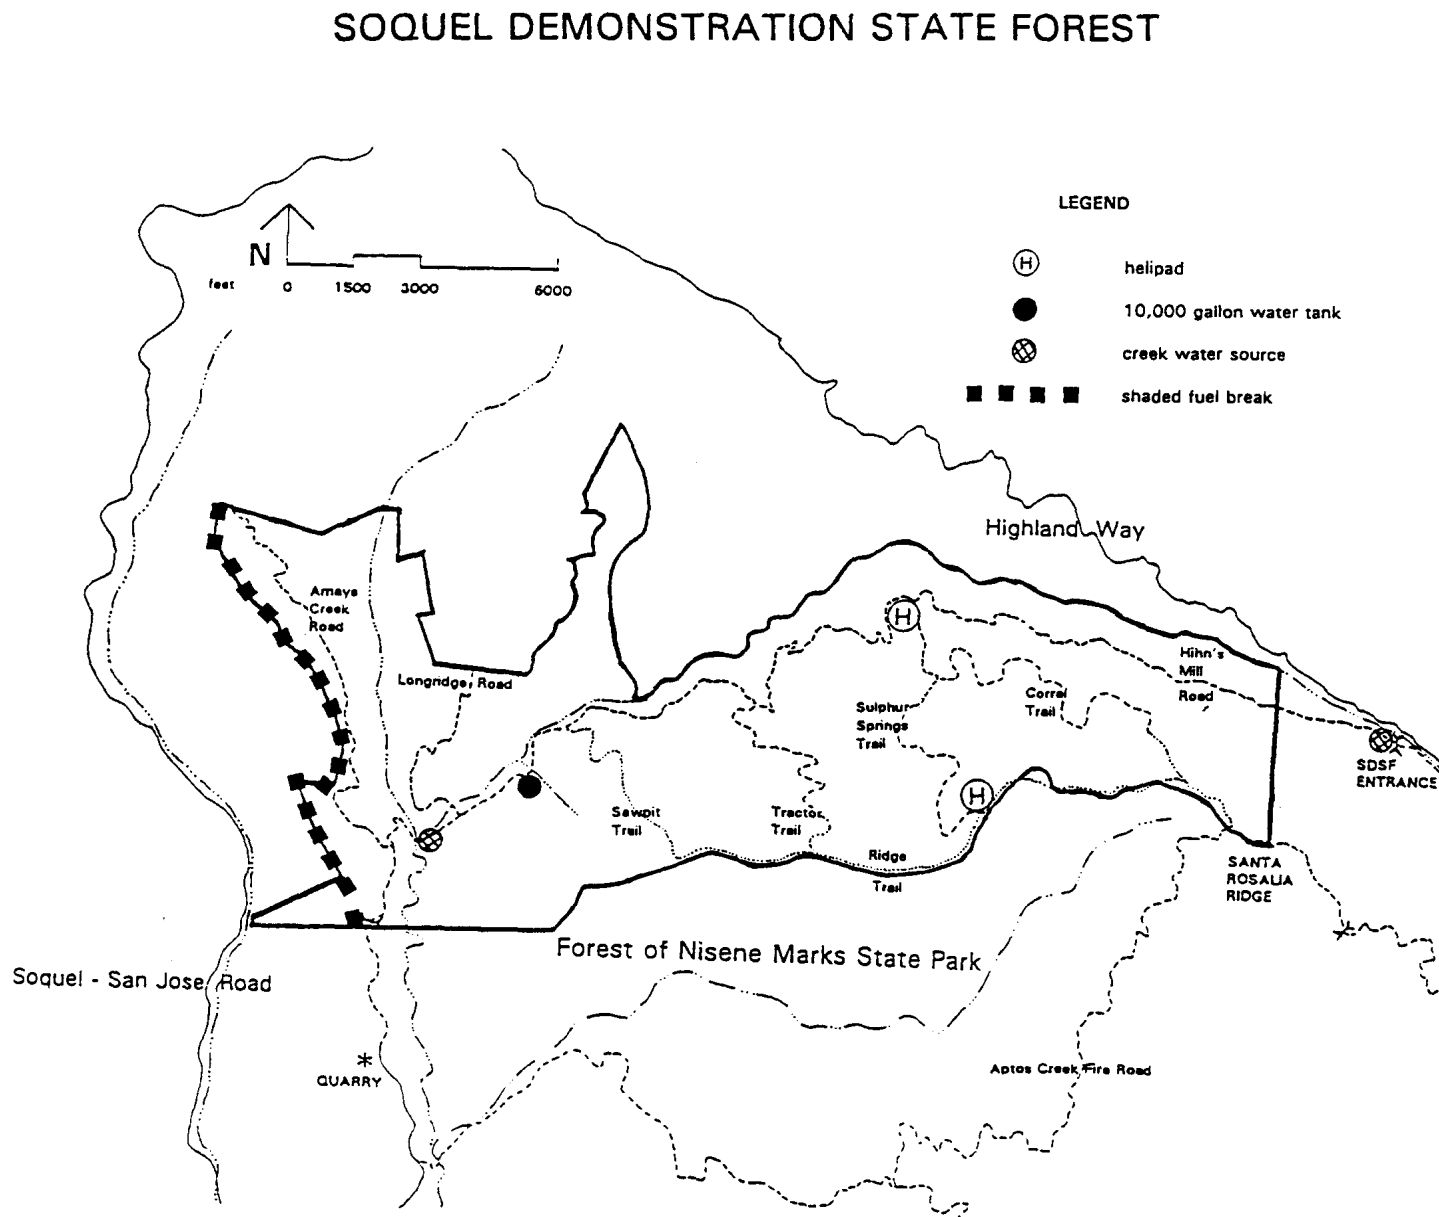 SOQUEL DEMONSTRATION STATE FOREST
LEGEND
H
helipad
10,000 gallon water tank
creek water source
shaded fuel break
N
feet 0 1500 3000 6000
Highland Way
Amaya
Creek
Road
H
Hihn's
Mill
Road
Longridge Road
Corral
Trail
Sulphur
Springs
Trail
SDSF
ENTRANCE
H
Sawpit
Trail
Tractor
Trail
Ridge
Trail
SANTA
ROSALIA
RIDGE
Forest of Nisene Marks State Park
Soquel - San Jose Road
QUARRY
Aptos Creek Fire Road